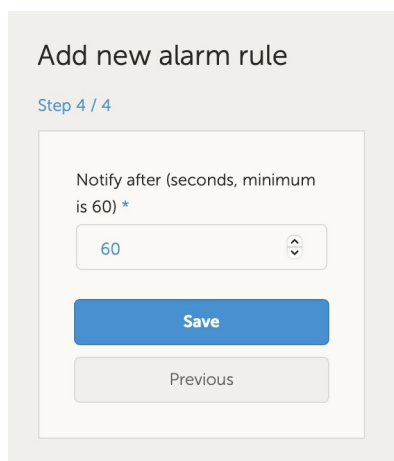 Add new alarm rule
Step 4 / 4
Notify after (seconds, minimum
is 60) *
60
Save
Previous